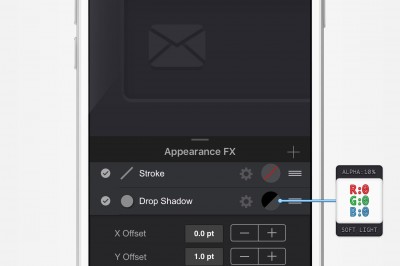 Appearance FX
Stroke
Drop Shadow
X Offset
0.0 pt
Y Offset
1.0 pt
ALPHA:10%
R:0
G:0
B:0
SOFT LIGHT